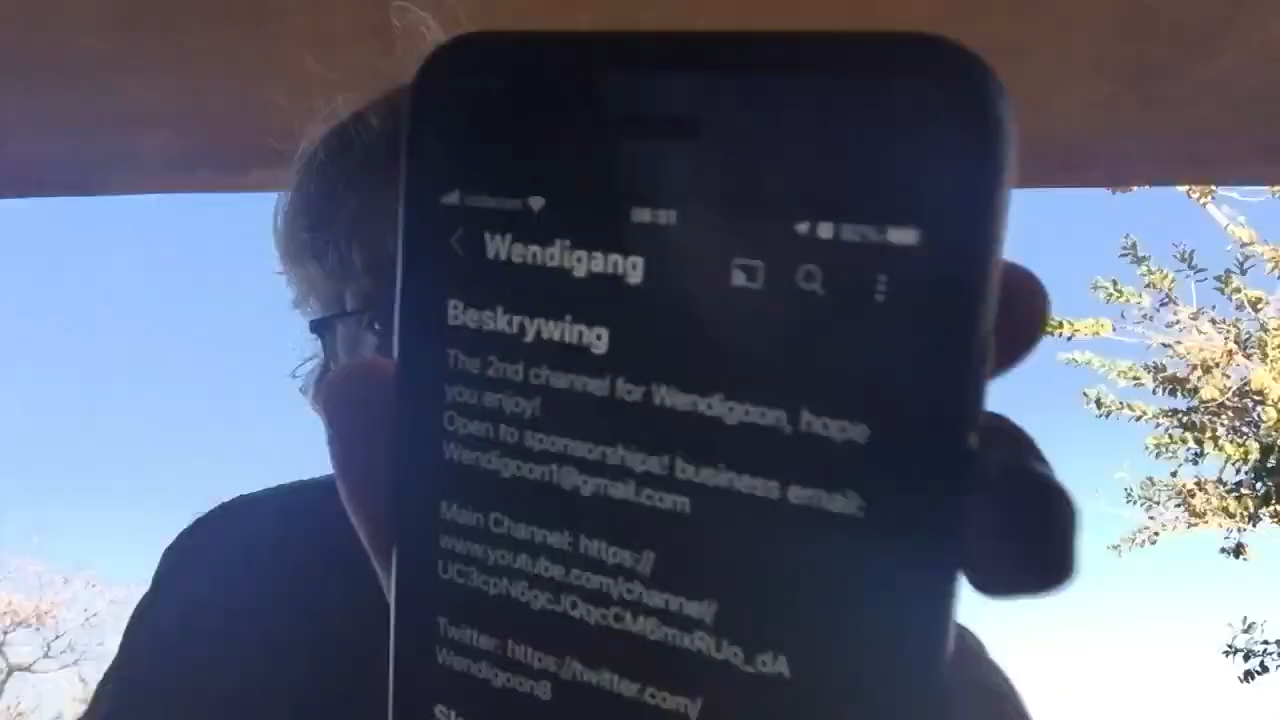 Wendigang
Beskrywing
The 2nd channel for Wendigoon, hope
you enjoy!
Open to sponsorships! business email:
Wendigoon1@gmail.com
Main Channel: https://
www.youtube.com/channel/
UC3cpN6gcJQqcCM6mxRUo_dA
Twitter: https://twitter.com/
Wendigoon8